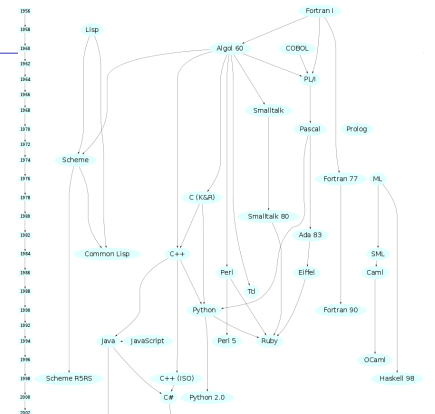 1956
Fortran I
1958
Lisp
1960
Algol 60
COBOL
1962
1964
PL/I
1966
1968
Smalltalk
1970
Pascal
Prolog
1972
1974
Scheme
1976
Fortran 77
ML
1978
C (K&R)
1980
Smalltalk 80
1982
Ada 83
1984
Common Lisp
C++
SML
1986
Perl
Eiffel
Caml
1988
Tcl
1990
Python
Fortran 90
1992
1994
Java
JavaScript
Perl 5
Ruby
1996
OCaml
1998
Scheme R5RS
C++ (ISO)
Haskell 98
2000
C#
Python 2.0
2002